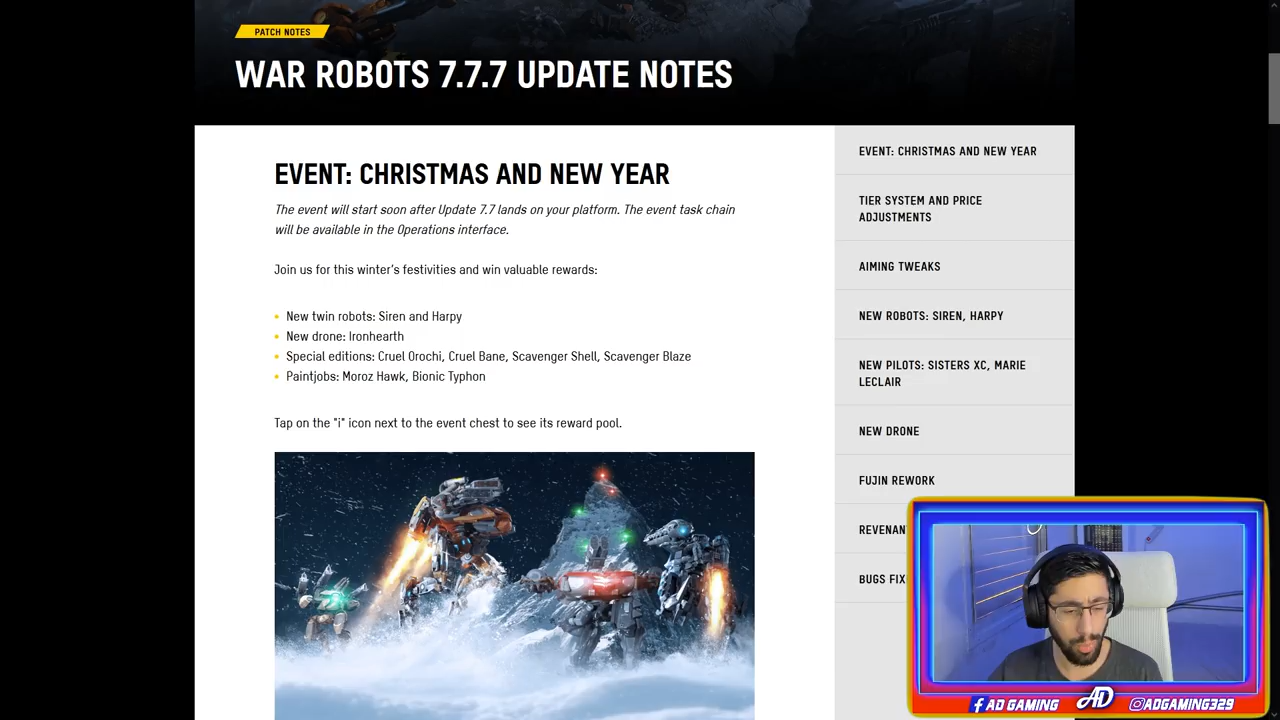 PATCH NOTES
WAR ROBOTS 7.7.7 UPDATE NOTES
EVENT: CHRISTMAS AND NEW YEAR
The event will start soon after Update 7.7 lands on your platform. The event task chain
will be available in the Operations interface.
Join us for this winter's festivities and win valuable rewards:
• New twin robots: Siren and Harpy
• New drone: Ironhearth
• Special editions: Cruel Orochi, Cruel Bane, Scavenger Shell, Scavenger Blaze
• Paintjobs: Moroz Hawk, Bionic Typhon
Tap on the "i" icon next to the event chest to see its reward pool.
EVENT: CHRISTMAS AND NEW YEAR
TIER SYSTEM AND PRICE
ADJUSTMENTS
AIMING TWEAKS
NEW ROBOTS: SIREN, HARPY
NEW PILOTS: SISTERS XC, MARIE
LECLAIR
NEW DRONE
FUJIN REWORK
REVENAN
BUGS FIX
AD GAMING
AD
@ADGAMING329